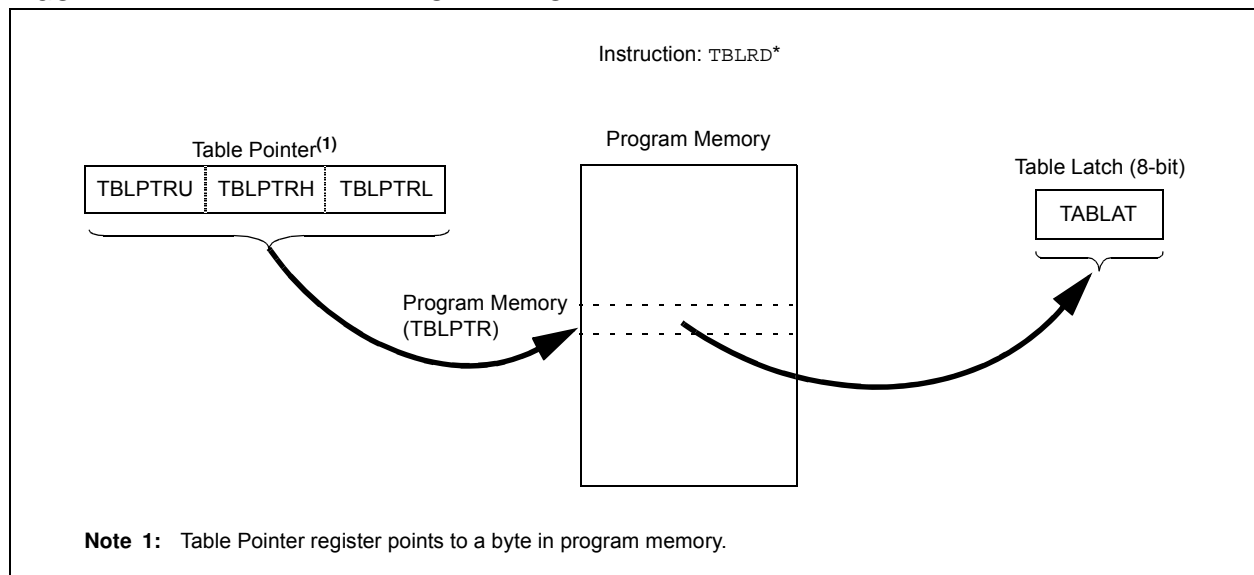 Instruction: TBLRD*
Table Pointer(1)
TBLPTRU TBLPTRH TBLPTRL
Program Memory
Table Latch (8-bit)
TABLAT
Program Memory
(TBLPTR)
Note 1: Table Pointer register points to a byte in program memory.